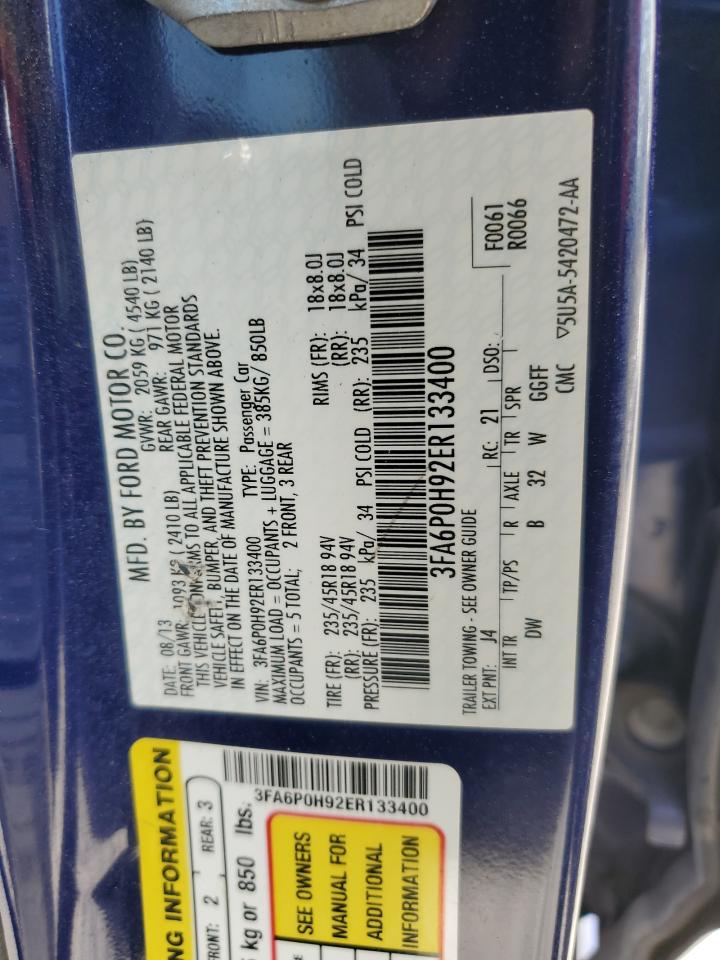 MFD. BY FORD MOTOR CO.
DATE: 08/13 GVWR: 2059 KG ( 4540 LB)
FRONT GAWR: 1093 KG ( 2410 LB) REAR GAWR: 971 KG ( 2140 LB)
THIS VEHICLE CONFORMS TO ALL APPLICABLE FEDERAL MOTOR
VEHICLE SAFETY, BUMPER, AND THEFT PREVENTION STANDARDS
IN EFFECT ON THE DATE OF MANUFACTURE SHOWN ABOVE.
VIN: 3FA6P0H92ER133400 TYPE: Passenger Car
MAXIMUM LOAD = OCCUPANTS + LUGGAGE = 385KG/ 850LB
OCCUPANTS = 5 TOTAL; 2 FRONT, 3 REAR
TIRE (FR): 235/45R18 94V RIMS (FR): 18x8.0J
(RR): 235/45R18 94V (RR): 18x8.0J
PRESSURE (FR): 235 kPa/ 34 PSI COLD (RR): 235 kPa/ 34 PSI COLD
3FA6P0H92ER133400
TRAILER TOWING - SEE OWNER GUIDE F0061
EXT PNT: J4 RC: 21 DSO: R0066
INT TR TP/PS R AXLE TR SPR
DW B 32 W GGFF
CMC ▽5U5A-5420472-AA
NG INFORMATION
FRONT: 2 REAR: 3
3FA6P0H92ER133400
kg or 850 lbs.
SEE OWNERS
MANUAL FOR
ADDITIONAL
INFORMATION